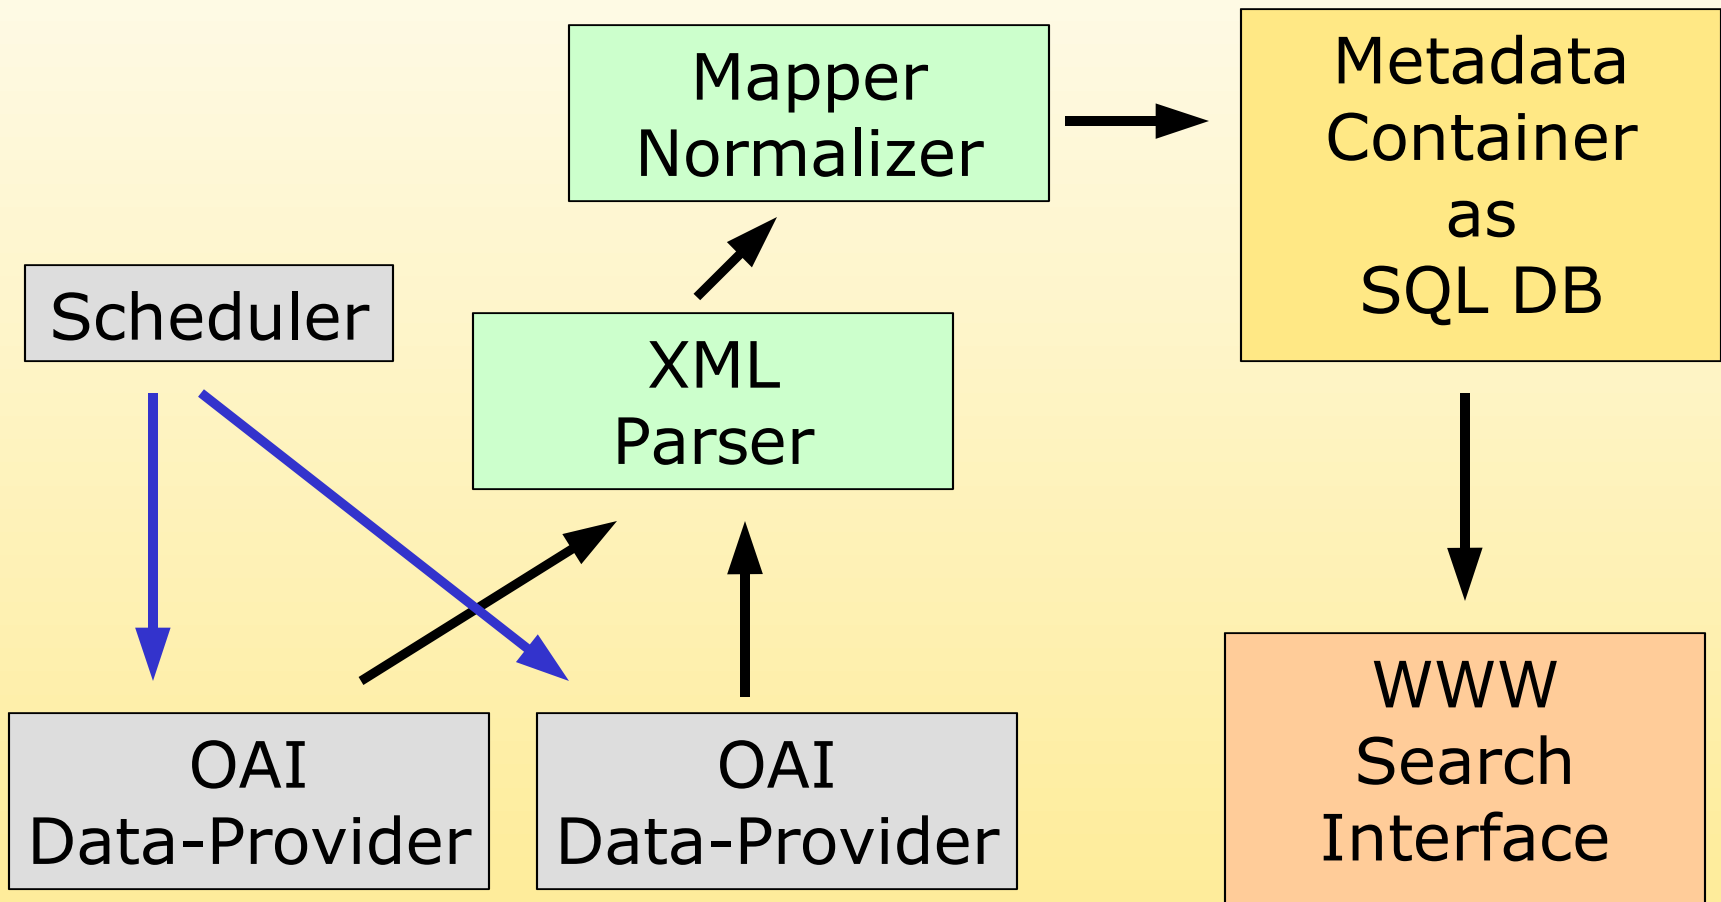 Mapper
Normalizer
Metadata
Container
as
SQL DB
Scheduler
XML
Parser
OAI
Data-Provider
OAI
Data-Provider
WWW
Search
Interface